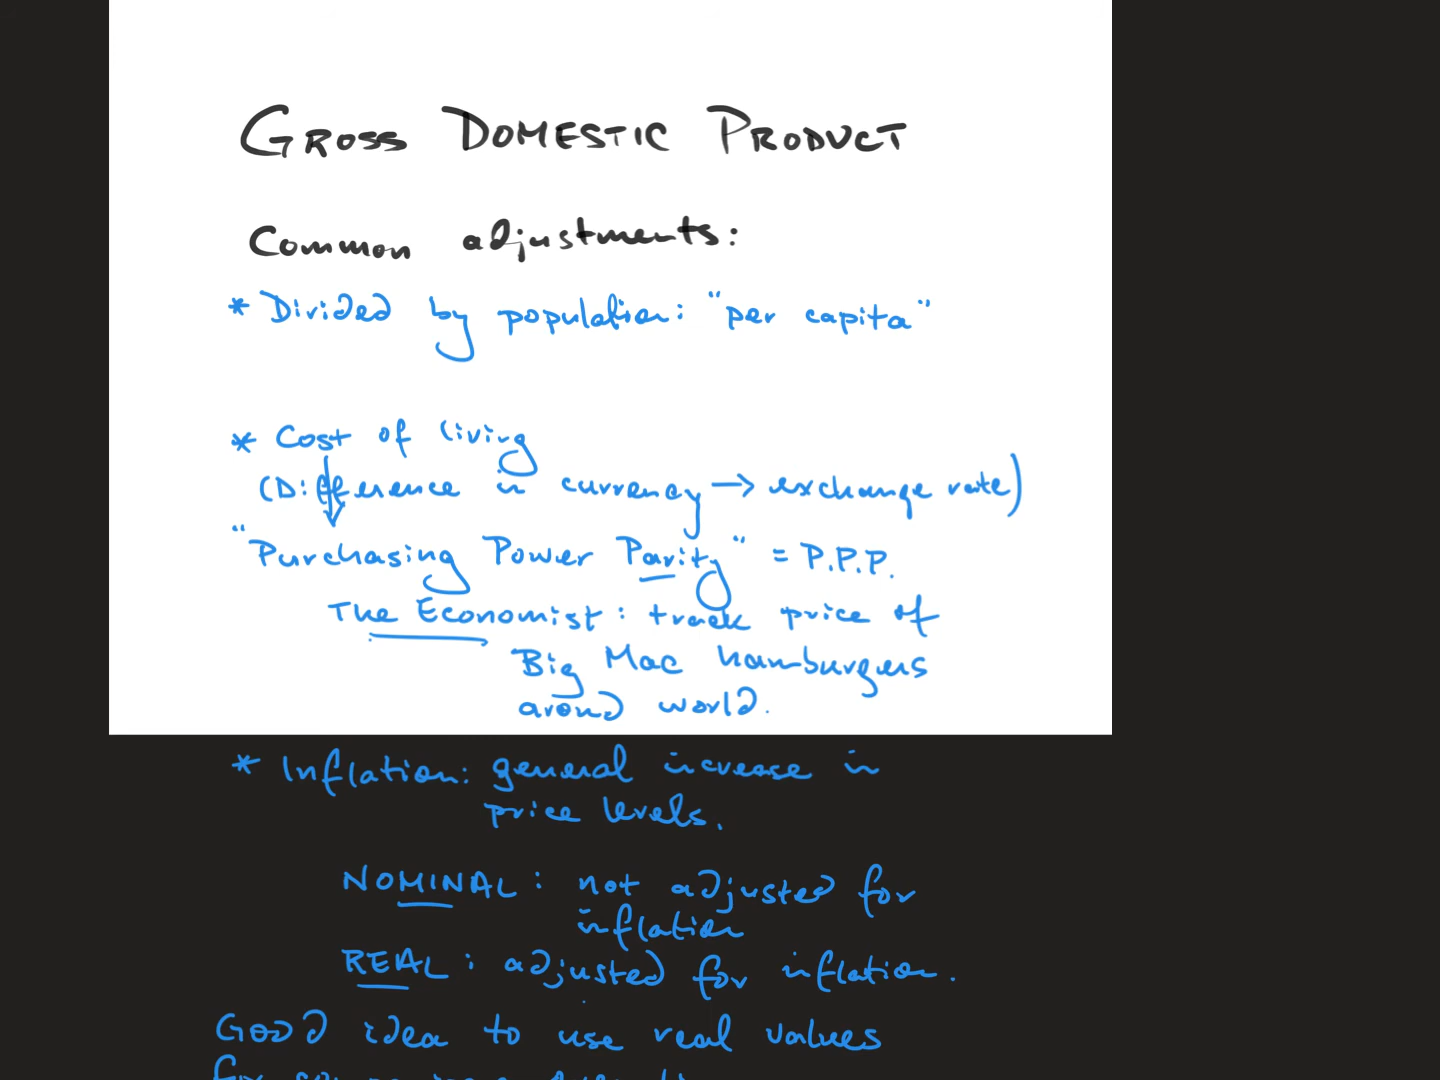 GROSS DOMESTIC PRODUCT
Common adjustments:
* Divided by population: "per capita"
* Cost of living
(Difference in currency → exchange rate)
"Purchasing Power Parity" = P.P.P.
The Economist: track price of
Big Mac hamburgers
around world.
* Inflation: general increase in
price levels.
NOMINAL: not adjusted for
inflation
REAL: adjusted for inflation.
Good idea to use real values
for